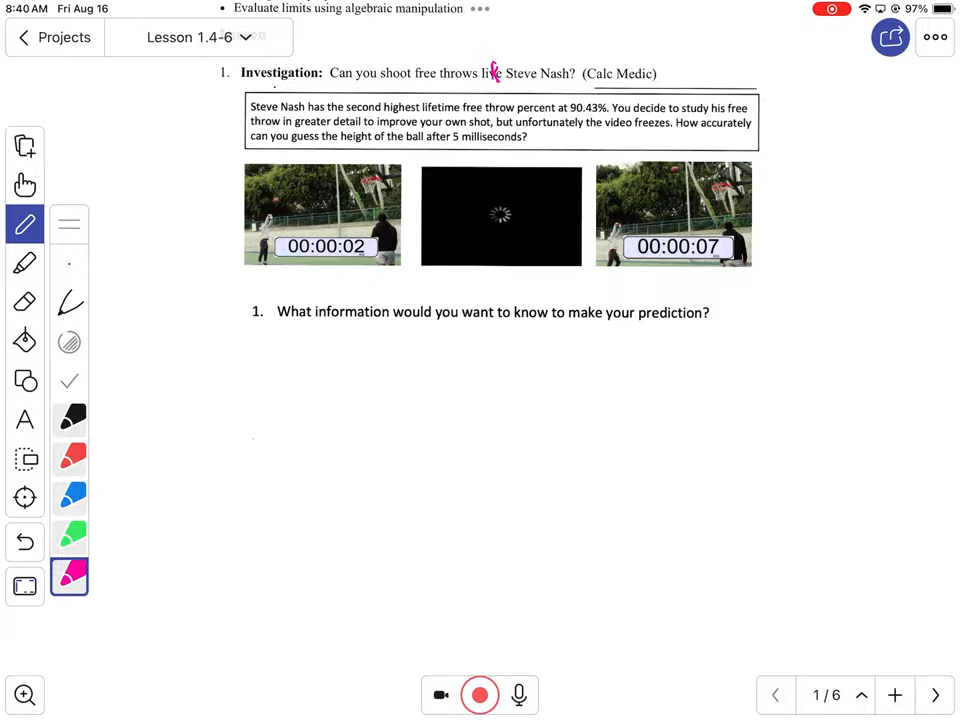 8:40 AM Fri Aug 16
97%
• Evaluate limits using algebraic manipulation
Projects
Lesson 1.4-6
1. Investigation: Can you shoot free throws like Steve Nash? (Calc Medic)
Steve Nash has the second highest lifetime free throw percent at 90.43%. You decide to study his free
throw in greater detail to improve your own shot, but unfortunately the video freezes. How accurately
can you guess the height of the ball after 5 milliseconds?
00:00:02
00:00:07
1. What information would you want to know to make your prediction?
A
1 / 6